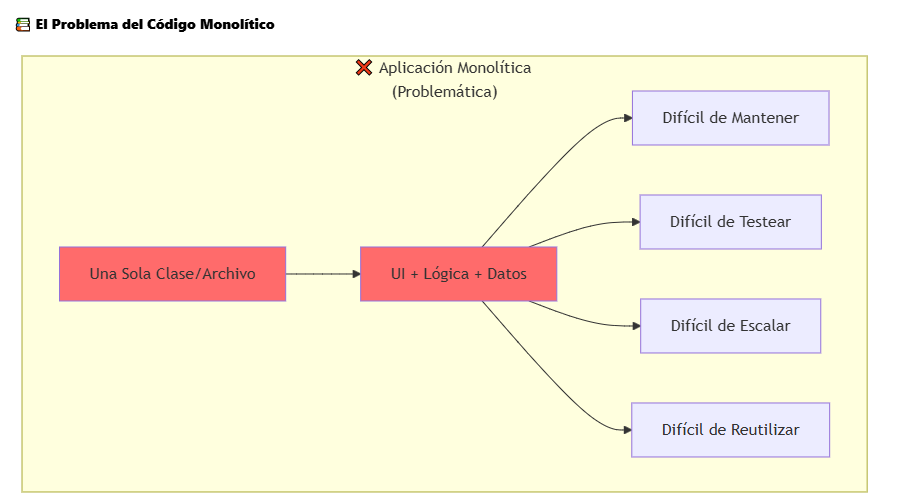 📚 El Problema del Código Monolítico
❌ Aplicación Monolítica
(Problemática)
Una Sola Clase/Archivo
UI + Lógica + Datos
Difícil de Mantener
Difícil de Testear
Difícil de Escalar
Difícil de Reutilizar